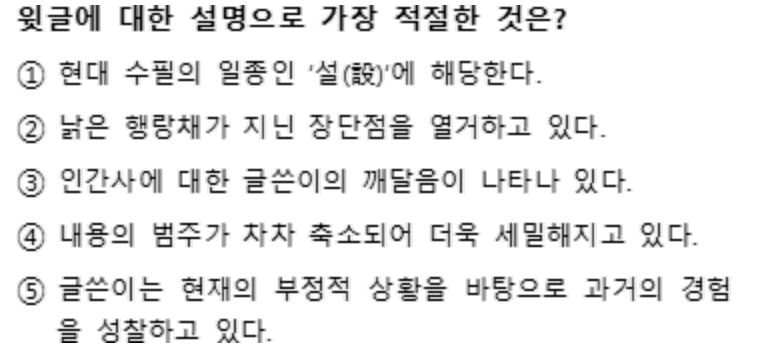 윗글에 대한 설명으로 가장 적절한 것은?
① 현대 수필의 일종인 '설(設)'에 해당한다.
② 낡은 행랑채가 지닌 장단점을 열거하고 있다.
③ 인간사에 대한 글쓴이의 깨달음이 나타나 있다.
④ 내용의 범주가 차차 축소되어 더욱 세밀해지고 있다.
⑤ 글쓴이는 현재의 부정적 상황을 바탕으로 과거의 경험
을 성찰하고 있다.